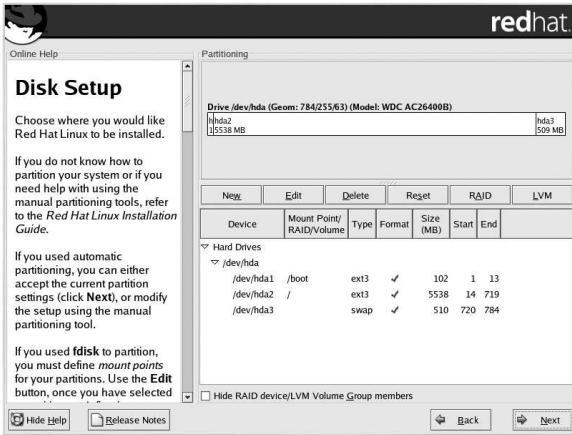 redhat.
Online Help
Disk Setup
Choose where you would like
Red Hat Linux to be installed.
If you do not know how to
partition your system or if you
need help with using the
manual partitioning tools, refer
to the Red Hat Linux Installation
Guide.
If you used automatic
partitioning, you can either
accept the current partition
settings (click Next), or modify
the setup using the manual
partitioning tool.
If you used fdisk to partition,
you must define mount points
for your partitions. Use the Edit
button, once you have selected
Partitioning
Drive /dev/hda (Geom: 784/255/63) (Model: WDC AC26400B)
h hda2 hda3
1 5538 MB 509 MB
New Edit Delete Reset RAID LVM
Device Mount Point/ RAID/Volume Type Format Size (MB) Start End
Hard Drives
/dev/hda
/dev/hda1 /boot ext3 ✓ 102 1 13
/dev/hda2 / ext3 ✓ 5538 14 719
/dev/hda3 swap ✓ 510 720 784
Hide RAID device/LVM Volume Group members
Hide Help Release Notes Back Next